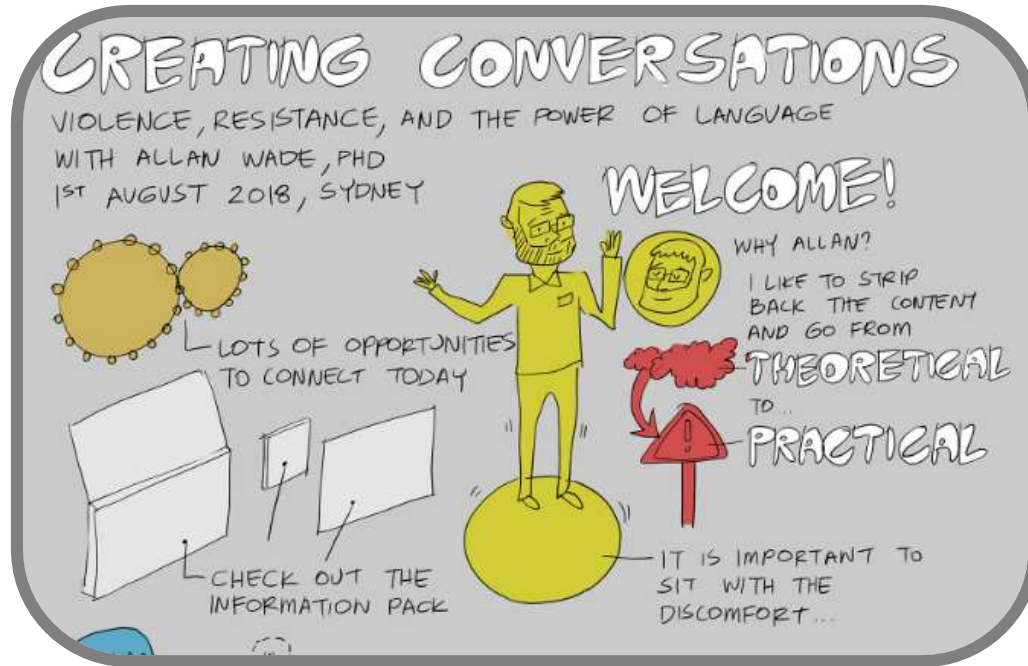 CREATING CONVERSATIONS
VIOLENCE, RESISTANCE, AND THE POWER OF LANGUAGE
WITH ALLAN WADE, PHD
1ST AUGUST 2018, SYDNEY
WELCOME!
WHY ALLAN?
I LIKE TO STRIP
BACK THE CONTENT
AND GO FROM
THEORETICAL
TO...
PRACTICAL
!
LOTS OF OPPORTUNITIES
TO CONNECT TODAY
CHECK OUT THE
INFORMATION PACK
IT IS IMPORTANT TO
SIT WITH THE
DISCOMFORT...